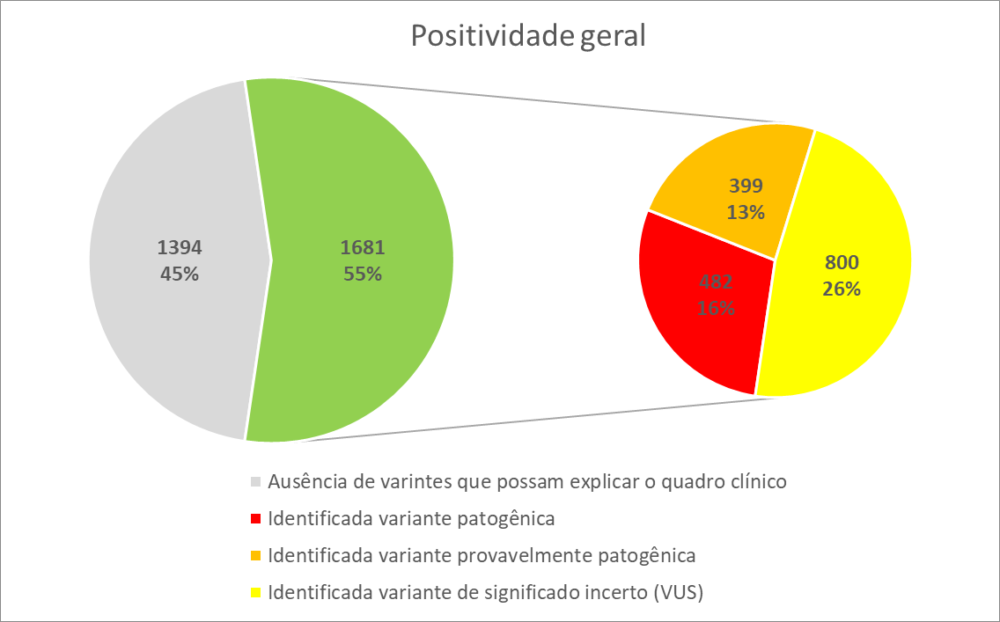 Positividade geral
1394
45%
1681
55%
399
13%
482
16%
800
26%
Ausência de varintes que possam explicar o quadro clínico
Identificada variante patogênica
Identificada variante provavelmente patogênica
Identificada variante de significado incerto (VUS)